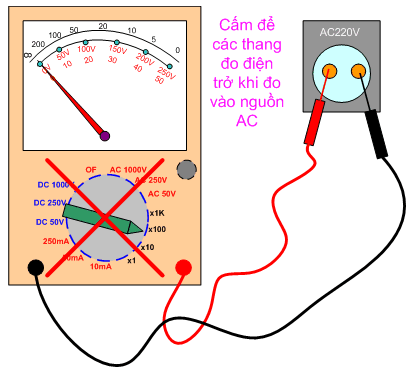 Cấm để
các thang
đo điện
trở khi đo
vào nguồn
AC
AC220V
200 100 50 20 10 5 0
∞
0V 50V 100V 150V 200V 250V
10 20 30 40 50
OF AC 1000V
DC 1000V AC 250V
DC 250V AC 50V
DC 50V x1K
x100
250mA x10
10mA x1